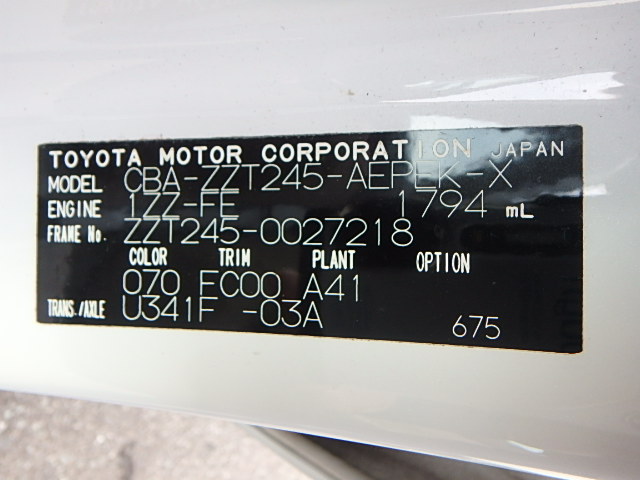 TOYOTA MOTOR CORPORATION JAPAN
MODEL CBA-ZZT245-AEPEK-X
ENGINE 1ZZ-FE 1794 mL
FRAME No. ZZT245-0027218
COLOR TRIM PLANT OPTION
070 FC00 A41
TRANS./AXLE U341F -03A
675